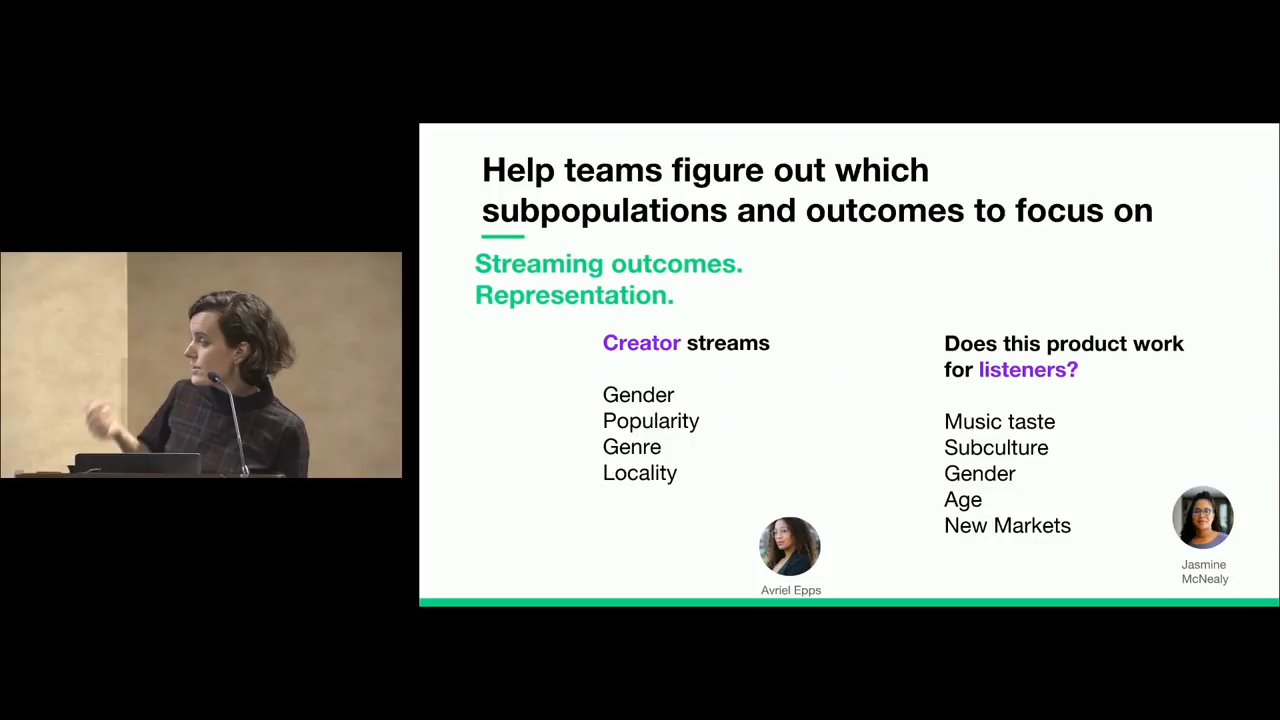 Help teams figure out which
subpopulations and outcomes to focus on
Streaming outcomes.
Representation.
Creator streams
Gender
Popularity
Genre
Locality
Avriel Epps
Does this product work
for listeners?
Music taste
Subculture
Gender
Age
New Markets
Jasmine
McNealy